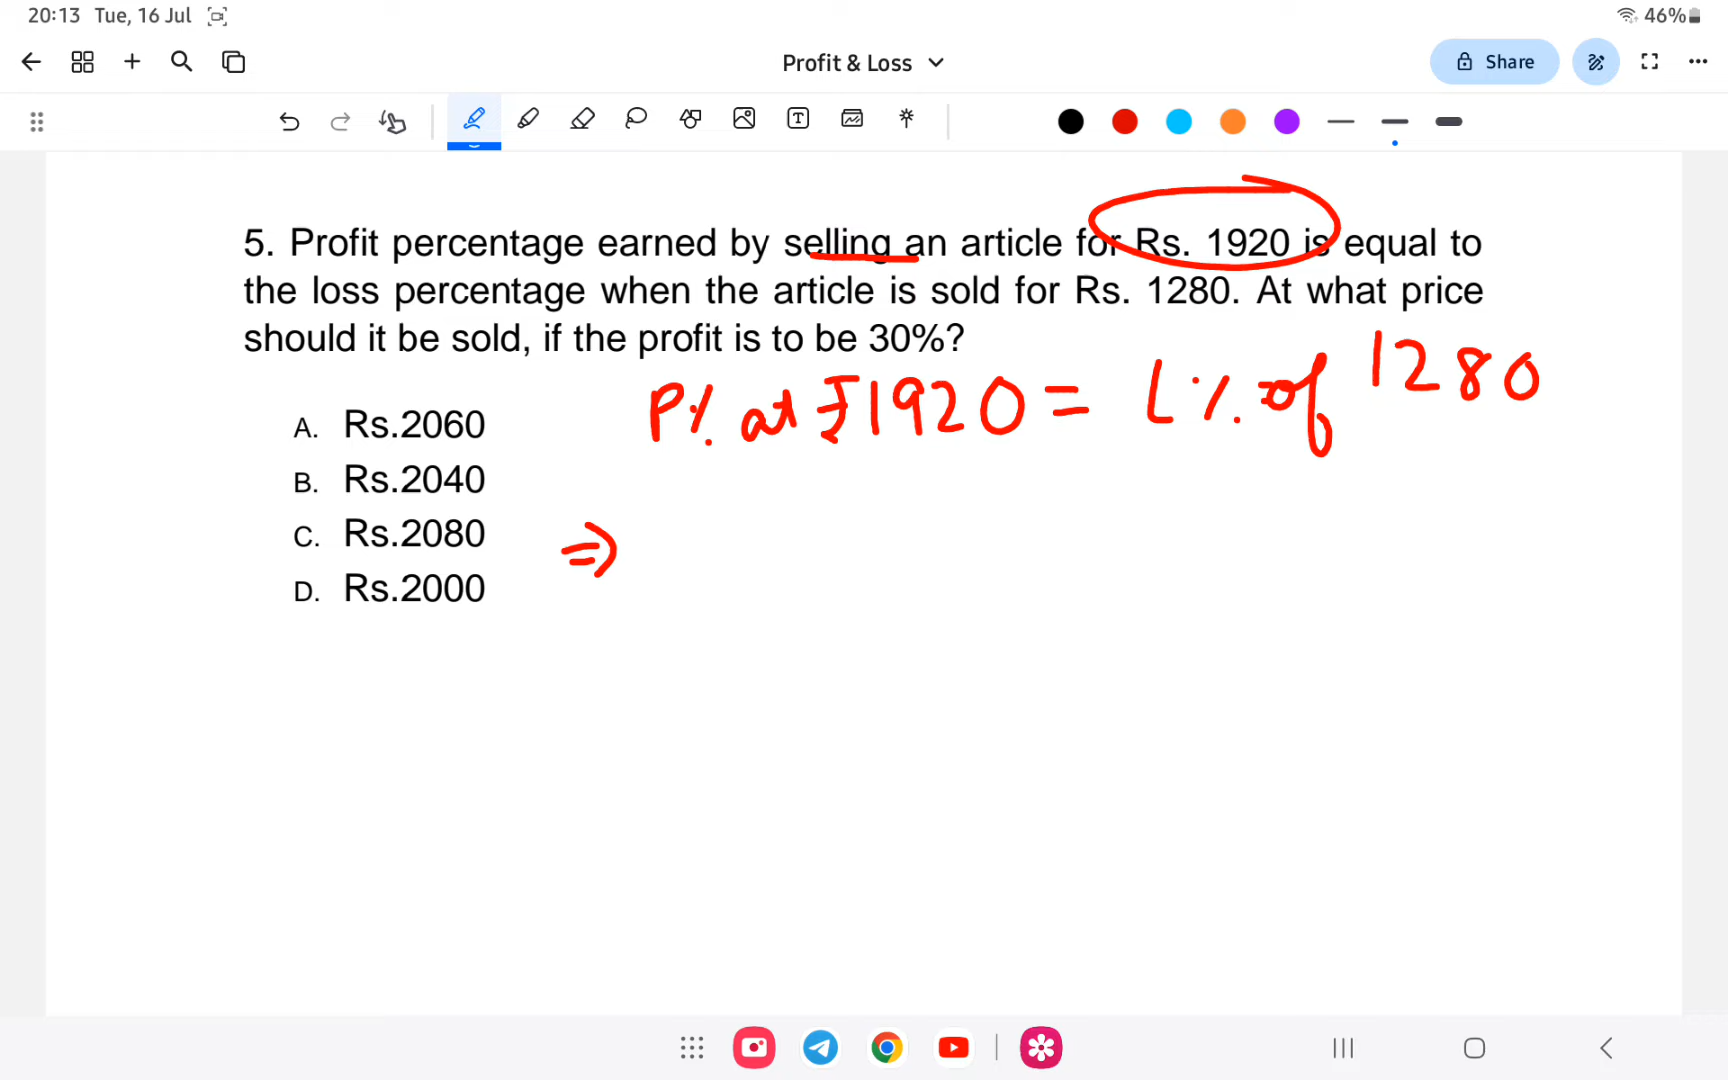 20:13 Tue, 16 Jul
46%
Profit & Loss
Share
5. Profit percentage earned by selling an article for Rs. 1920 is equal to
the loss percentage when the article is sold for Rs. 1280. At what price
should it be sold, if the profit is to be 30%?
P% at ₹1920 = L% of 1280
A. Rs.2060
B. Rs.2040
C. Rs.2080
⇒
D. Rs.2000